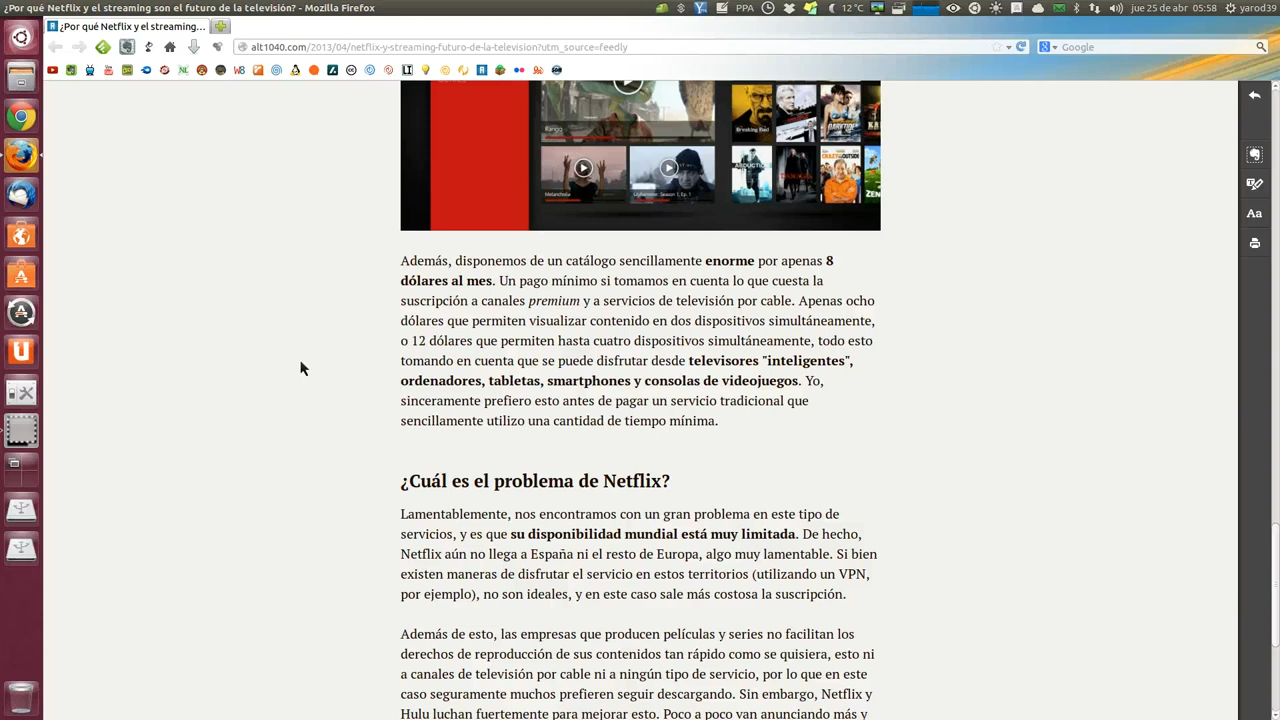 ¿Por qué Netflix y el streaming son el futuro de la televisión? - Mozilla Firefox
PPA
12°C
jue 25 de abr
05:58
yarod39
¿Por qué Netflix y el streaming...
alt1040.com/2013/04/netflix-y-streaming-futuro-de-la-television?utm_source=feedly
Google
Rango
Breaking Bad
Melancholia
Además, disponemos de un catálogo sencillamente enorme por apenas 8
dólares al mes. Un pago mínimo si tomamos en cuenta lo que cuesta la
suscripción a canales premium y a servicios de televisión por cable. Apenas ocho
dólares que permiten visualizar contenido en dos dispositivos simultáneamente,
o 12 dólares que permiten hasta cuatro dispositivos simultáneamente, todo esto
tomando en cuenta que se puede disfrutar desde televisores "inteligentes",
ordenadores, tabletas, smartphones y consolas de videojuegos. Yo,
sinceramente prefiero esto antes de pagar un servicio tradicional que
sencillamente utilizo una cantidad de tiempo mínima.
¿Cuál es el problema de Netflix?
Lamentablemente, nos encontramos con un gran problema en este tipo de
servicios, y es que su disponibilidad mundial está muy limitada. De hecho,
Netflix aún no llega a España ni el resto de Europa, algo muy lamentable. Si bien
existen maneras de disfrutar el servicio en estos territorios (utilizando un VPN,
por ejemplo), no son ideales, y en este caso sale más costosa la suscripción.
Además de esto, las empresas que producen películas y series no facilitan los
derechos de reproducción de sus contenidos tan rápido como se quisiera, esto ni
a canales de televisión por cable ni a ningún tipo de servicio, por lo que en este
caso seguramente muchos prefieren seguir descargando. Sin embargo, Netflix y
Hulu luchan fuertemente para mejorar esto. Poco a poco van anunciando más y
Aa